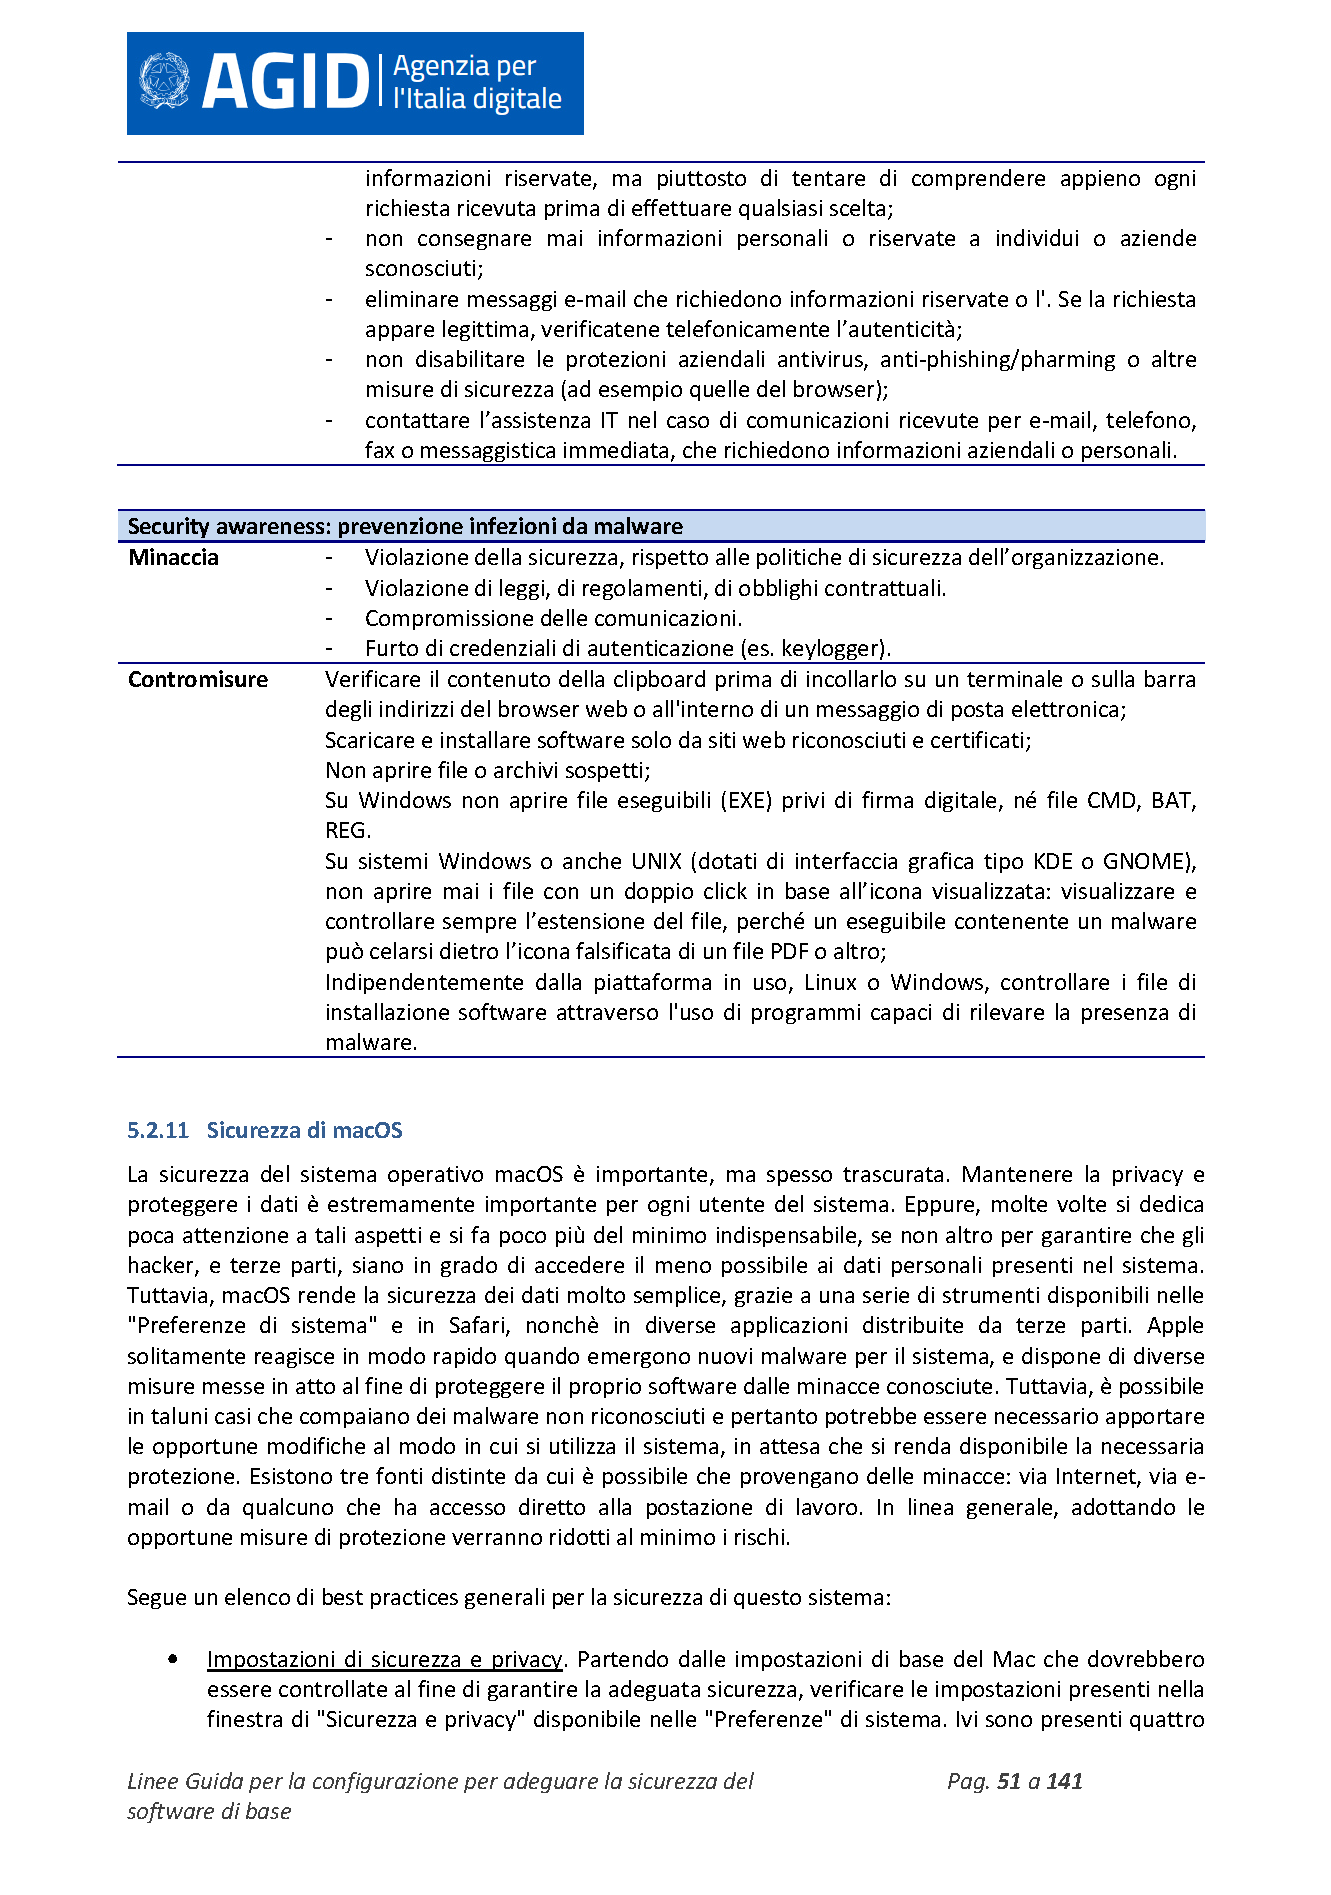 AGID Agenzia per
l'Italia digitale
informazioni riservate, ma piuttosto di tentare di comprendere appieno ogni
richiesta ricevuta prima di effettuare qualsiasi scelta;
- non consegnare mai informazioni personali o riservate a individui o aziende
sconosciuti;
- eliminare messaggi e-mail che richiedono informazioni riservate o l'. Se la richiesta
appare legittima, verificatene telefonicamente l’autenticità;
- non disabilitare le protezioni aziendali antivirus, anti-phishing/pharming o altre
misure di sicurezza (ad esempio quelle del browser);
- contattare l’assistenza IT nel caso di comunicazioni ricevute per e-mail, telefono,
fax o messaggistica immediata, che richiedono informazioni aziendali o personali.
Security awareness: prevenzione infezioni da malware
Minaccia - Violazione della sicurezza, rispetto alle politiche di sicurezza dell’organizzazione.
- Violazione di leggi, di regolamenti, di obblighi contrattuali.
- Compromissione delle comunicazioni.
- Furto di credenziali di autenticazione (es. keylogger).
Contromisure Verificare il contenuto della clipboard prima di incollarlo su un terminale o sulla barra
degli indirizzi del browser web o all'interno di un messaggio di posta elettronica;
Scaricare e installare software solo da siti web riconosciuti e certificati;
Non aprire file o archivi sospetti;
Su Windows non aprire file eseguibili (EXE) privi di firma digitale, né file CMD, BAT,
REG.
Su sistemi Windows o anche UNIX (dotati di interfaccia grafica tipo KDE o GNOME),
non aprire mai i file con un doppio click in base all’icona visualizzata: visualizzare e
controllare sempre l’estensione del file, perché un eseguibile contenente un malware
può celarsi dietro l’icona falsificata di un file PDF o altro;
Indipendentemente dalla piattaforma in uso, Linux o Windows, controllare i file di
installazione software attraverso l'uso di programmi capaci di rilevare la presenza di
malware.
5.2.11 Sicurezza di macOS
La sicurezza del sistema operativo macOS è importante, ma spesso trascurata. Mantenere la privacy e
proteggere i dati è estremamente importante per ogni utente del sistema. Eppure, molte volte si dedica
poca attenzione a tali aspetti e si fa poco più del minimo indispensabile, se non altro per garantire che gli
hacker, e terze parti, siano in grado di accedere il meno possibile ai dati personali presenti nel sistema.
Tuttavia, macOS rende la sicurezza dei dati molto semplice, grazie a una serie di strumenti disponibili nelle
"Preferenze di sistema" e in Safari, nonchè in diverse applicazioni distribuite da terze parti. Apple
solitamente reagisce in modo rapido quando emergono nuovi malware per il sistema, e dispone di diverse
misure messe in atto al fine di proteggere il proprio software dalle minacce conosciute. Tuttavia, è possibile
in taluni casi che compaiano dei malware non riconosciuti e pertanto potrebbe essere necessario apportare
le opportune modifiche al modo in cui si utilizza il sistema, in attesa che si renda disponibile la necessaria
protezione. Esistono tre fonti distinte da cui è possibile che provengano delle minacce: via Internet, via e-
mail o da qualcuno che ha accesso diretto alla postazione di lavoro. In linea generale, adottando le
opportune misure di protezione verranno ridotti al minimo i rischi.
Segue un elenco di best practices generali per la sicurezza di questo sistema:
• Impostazioni di sicurezza e privacy. Partendo dalle impostazioni di base del Mac che dovrebbero
essere controllate al fine di garantire la adeguata sicurezza, verificare le impostazioni presenti nella
finestra di "Sicurezza e privacy" disponibile nelle "Preferenze" di sistema. Ivi sono presenti quattro
Linee Guida per la configurazione per adeguare la sicurezza del Pag. 51 a 141
software di base